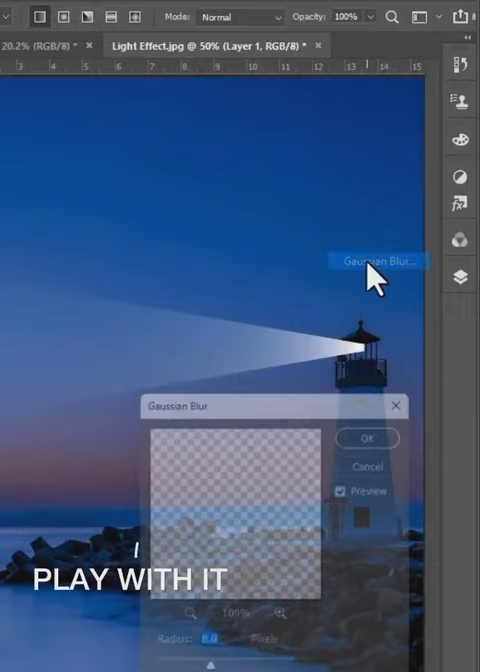 Mode: Normal Opacity: 100%
20.2% (RGB/8) * × Light Effect.jpg @ 50% (Layer 1, RGB/8) * ×
3 4 5 6 7 8 9 10 11 12 13 14 15
Gaussian Blur...
Gaussian Blur
OK
Cancel
Preview
I
PLAY WITH IT
100%
Radius: 8.0 Pixels